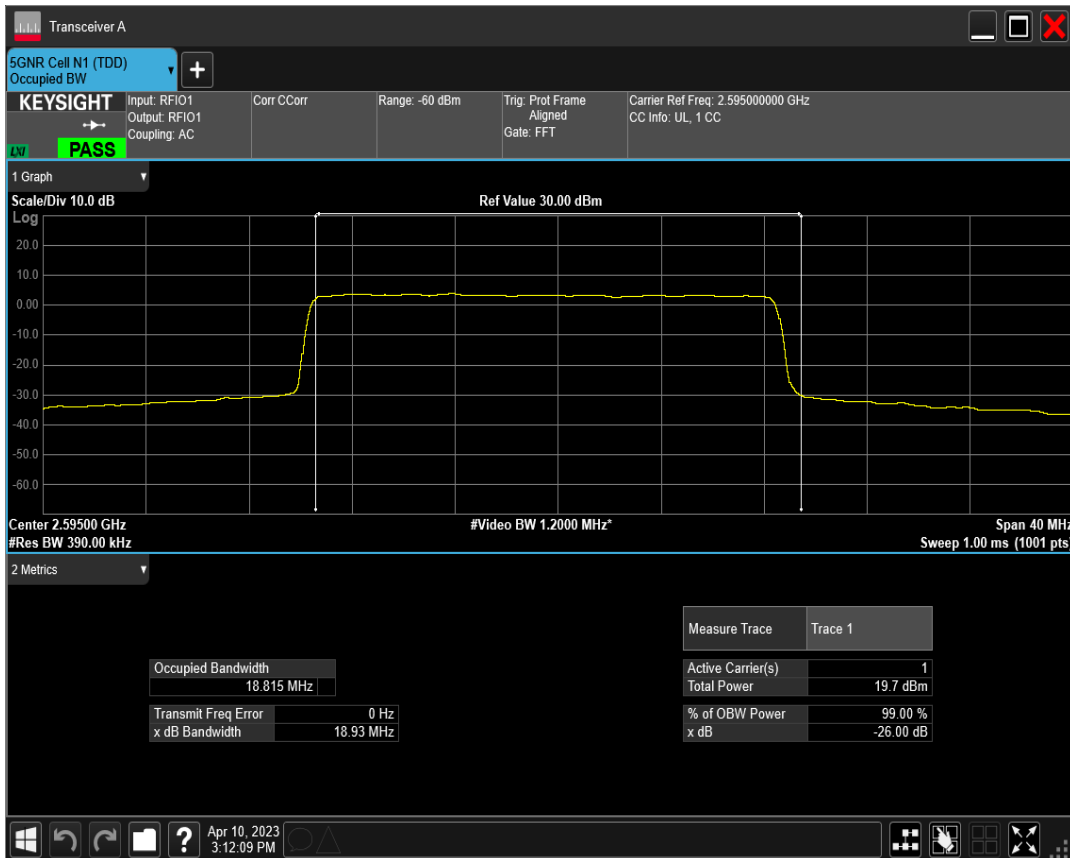 Transceiver A
5GNR Cell N1 (TDD)
Occupied BW
+
KEYSIGHT
LXI
PASS
Input: RFIO1
Output: RFIO1
Coupling: AC
Corr CCorr
Range: -60 dBm
Trig: Prot Frame
Aligned
Gate: FFT
Carrier Ref Freq: 2.595000000 GHz
CC Info: UL, 1 CC
1 Graph
Scale/Div 10.0 dB
Ref Value 30.00 dBm
Log
20.0
10.0
0.00
-10.0
-20.0
-30.0
-40.0
-50.0
-60.0
Center 2.59500 GHz
#Video BW 1.2000 MHz*
Span 40 MHz
#Res BW 390.00 kHz
Sweep 1.00 ms (1001 pts)
2 Metrics
Measure Trace Trace 1
Occupied Bandwidth
18.815 MHz
Active Carrier(s) 1
Total Power 19.7 dBm
Transmit Freq Error 0 Hz
x dB Bandwidth 18.93 MHz
% of OBW Power 99.00 %
x dB -26.00 dB
?
Apr 10, 2023
3:12:09 PM